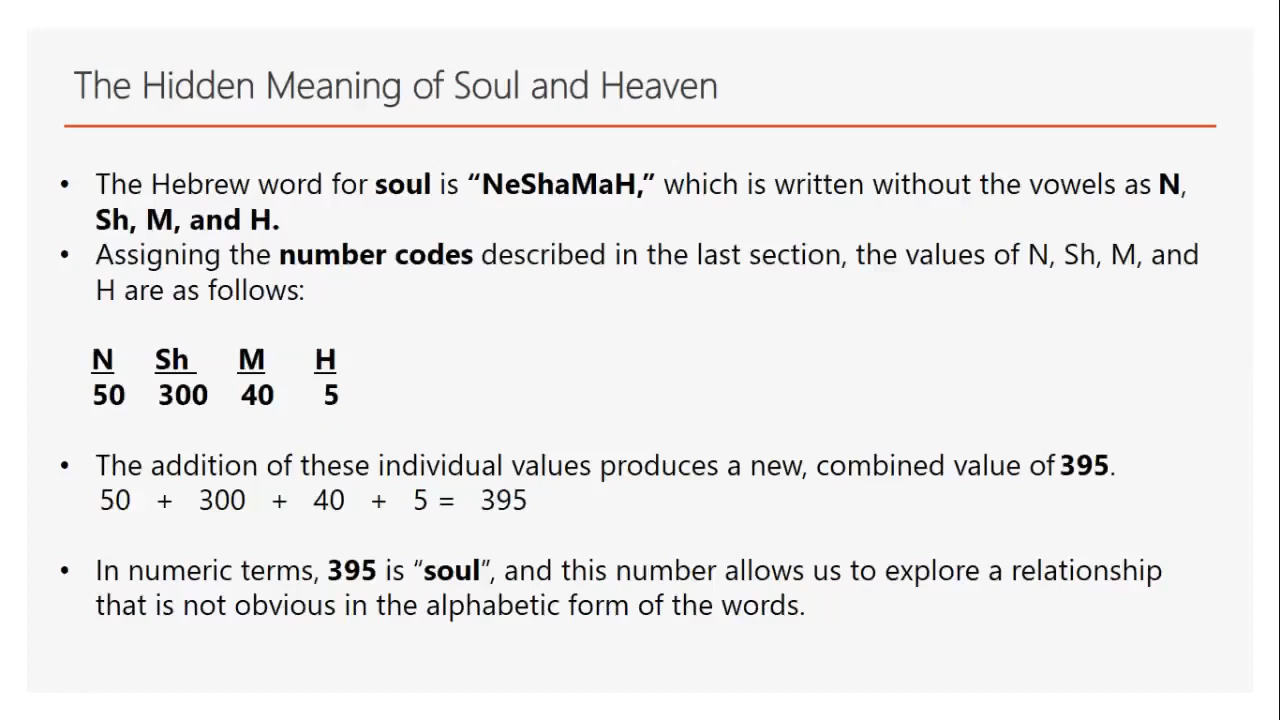 The Hidden Meaning of Soul and Heaven
• The Hebrew word for soul is “NeShaMaH,” which is written without the vowels as N,
Sh, M, and H.
• Assigning the number codes described in the last section, the values of N, Sh, M, and
H are as follows:
N Sh M H
50 300 40 5
• The addition of these individual values produces a new, combined value of 395.
50 + 300 + 40 + 5 = 395
• In numeric terms, 395 is “soul”, and this number allows us to explore a relationship
that is not obvious in the alphabetic form of the words.